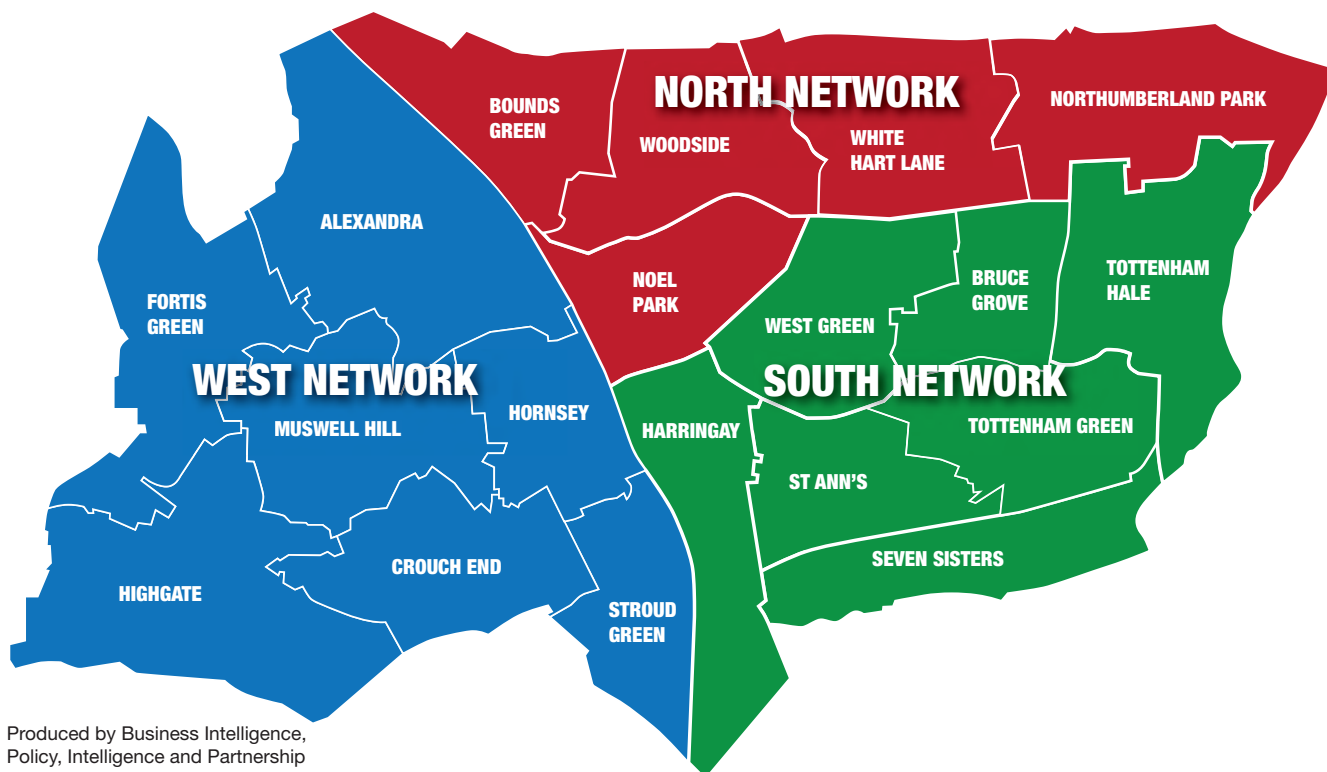 NORTH NETWORK
BOUNDS
GREEN
WOODSIDE
WHITE
HART LANE
NORTHUMBERLAND PARK
NOEL
PARK
WEST NETWORK
ALEXANDRA
FORTIS
GREEN
MUSWELL HILL
HORNSEY
CROUCH END
HIGHGATE
STROUD
GREEN
SOUTH NETWORK
BRUCE
GROVE
TOTTENHAM
HALE
WEST GREEN
HARRINGAY
TOTTENHAM GREEN
ST ANN’S
SEVEN SISTERS
Produced by Business Intelligence,
Policy, Intelligence and Partnership